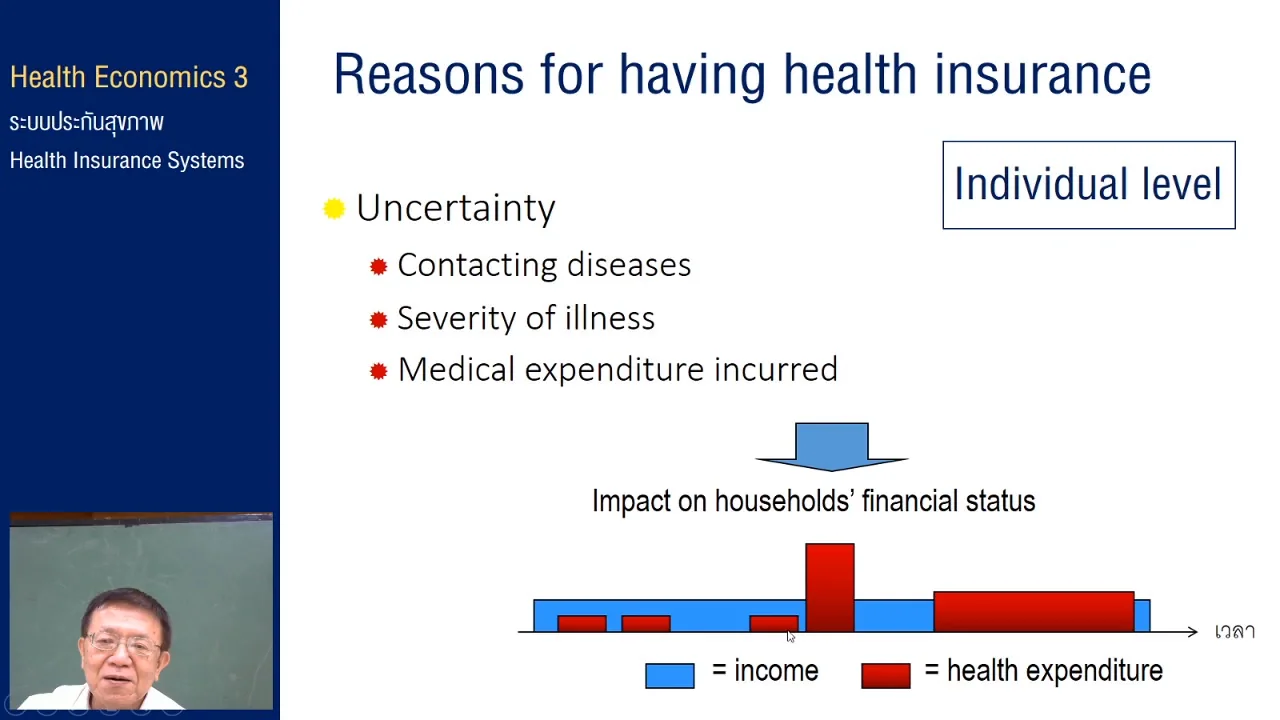 Health Economics 3
ระบบประกันสุขภาพ
Health Insurance Systems
Reasons for having health insurance
Individual level
Uncertainty
Contacting diseases
Severity of illness
Medical expenditure incurred
Impact on households’ financial status
เวลา
= income
= health expenditure